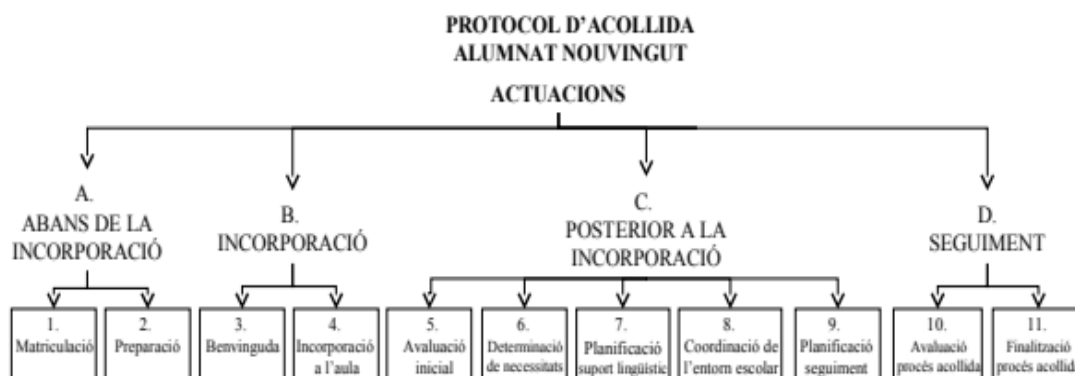 PROTOCOL D'ACOLLIDA
ALUMNAT NOUVINGUT
ACTUACIONS
A.
ABANS DE LA
INCORPORACIÓ
B.
INCORPORACIÓ
C.
POSTERIOR A LA
INCORPORACIÓ
D.
SEGUIMENT
1.
Matriculació
2.
Preparació
3.
Benvinguda
4.
Incorporació
a l'aula
5.
Avaluació
inicial
6.
Determinació
de necessitats
7.
Planificació
suport lingüístic
8.
Coordinació de
l'entorn escolar
9.
Planificació
seguiment
10.
Avaluació
procés acollida
11.
Finalització
procés acollida